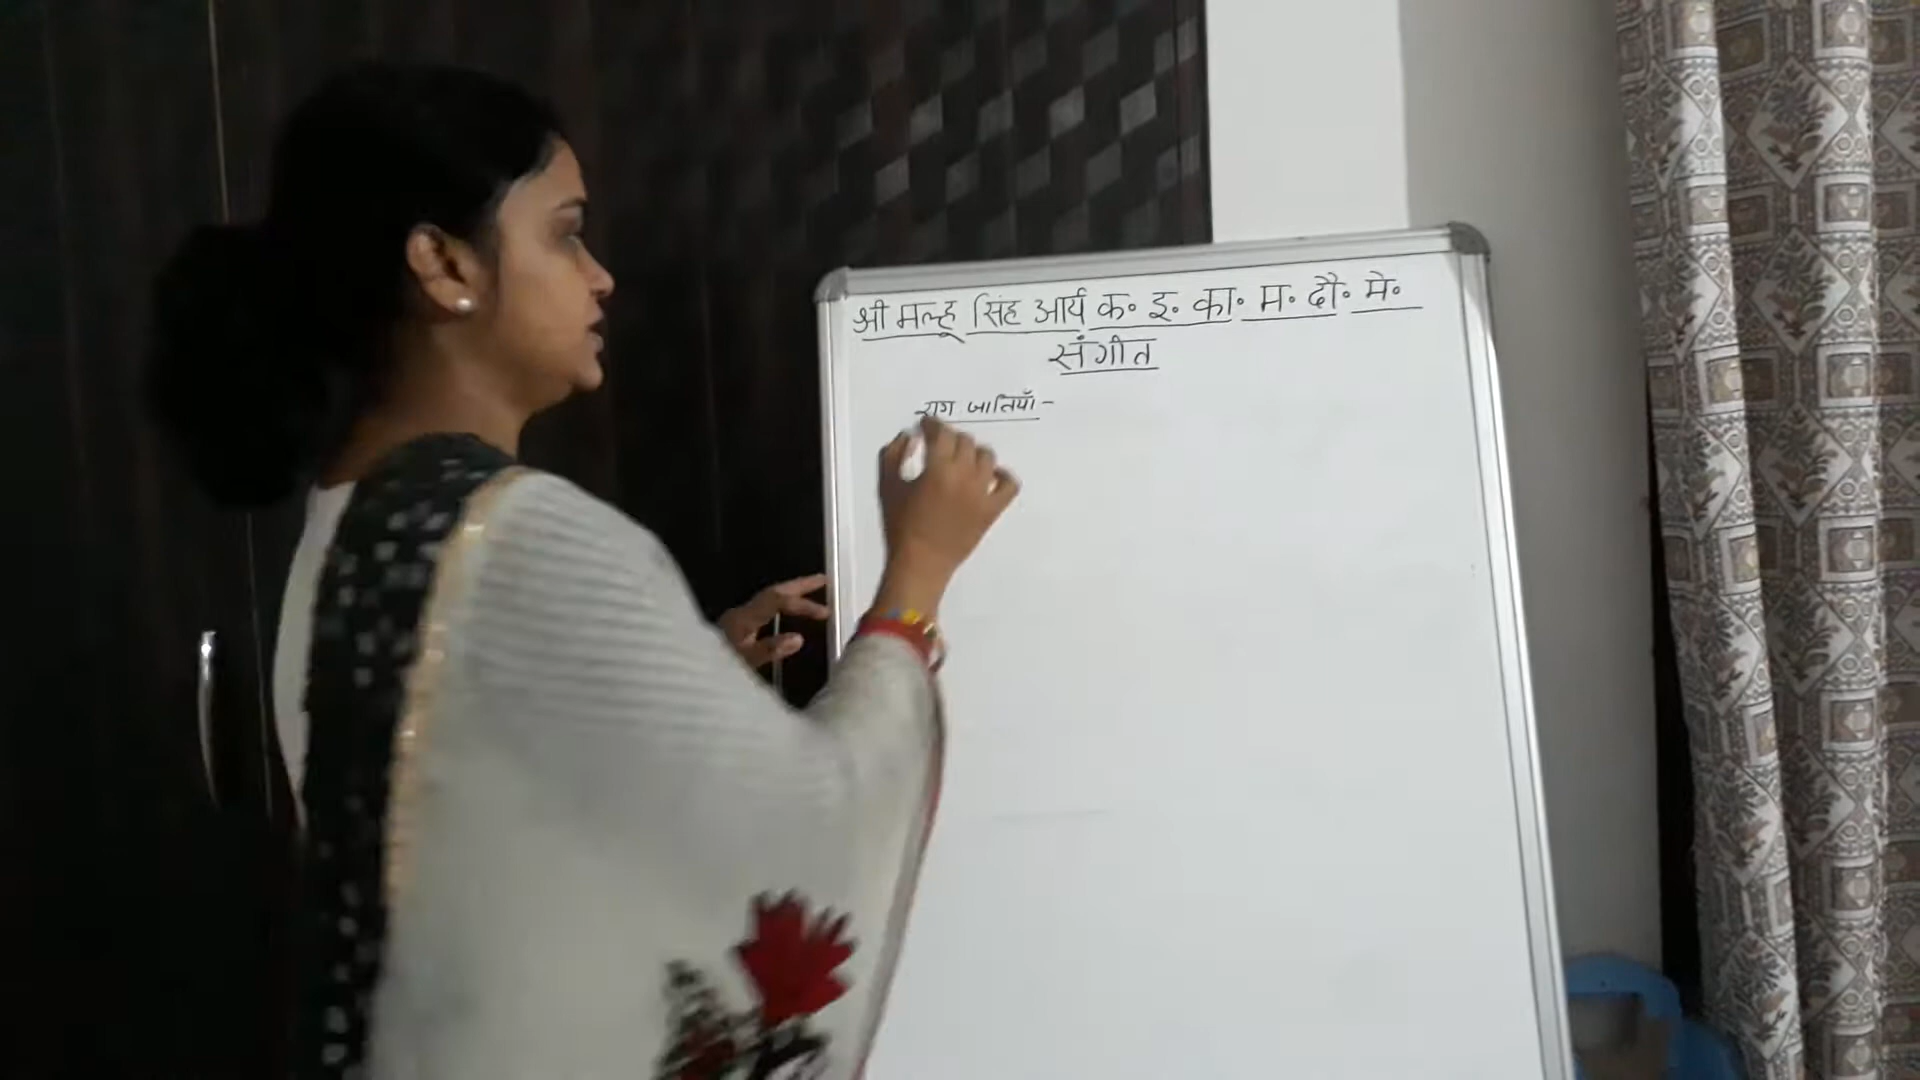 श्री मल्हू सिंह आर्य क॰ इ॰ का॰ म॰ दौ॰ मे॰
संगीत
राग जातियाँ -